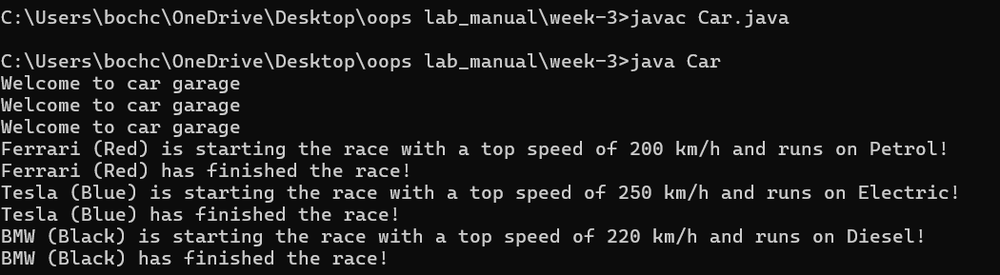 C:\Users\bochc\OneDrive\Desktop\oops lab_manual\week-3>javac Car.java
C:\Users\bochc\OneDrive\Desktop\oops lab_manual\week-3>java Car
Welcome to car garage
Welcome to car garage
Welcome to car garage
Ferrari (Red) is starting the race with a top speed of 200 km/h and runs on Petrol!
Ferrari (Red) has finished the race!
Tesla (Blue) is starting the race with a top speed of 250 km/h and runs on Electric!
Tesla (Blue) has finished the race!
BMW (Black) is starting the race with a top speed of 220 km/h and runs on Diesel!
BMW (Black) has finished the race!